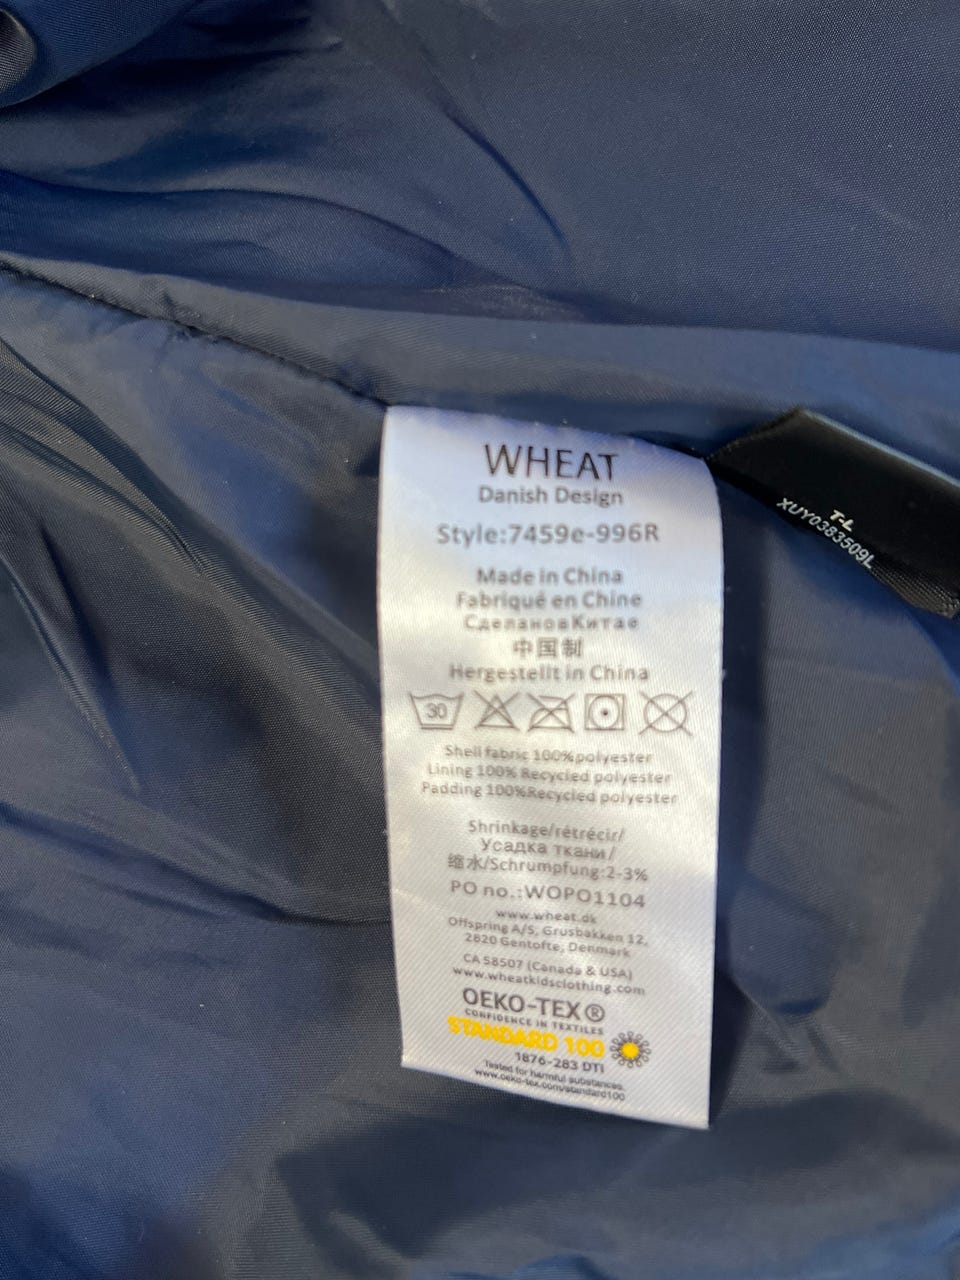 WHEAT
Danish Design
Style:7459e-996R
Made in China
Fabriqué en Chine
СделановКитае
中国制
Hergestellt in China
30
Shell fabric 100%polyester
Lining 100% Recycled polyester
Padding 100%Recycled polyester
Shrinkage/rétrécir/
Усадка ткани/
缩水/Schrumpfung:2-3%
PO no.:WOPO1104
www.wheat.dk
Offspring A/S, Grusbakken 12,
2820 Gentofte, Denmark
CA 58507 (Canada & USA)
www.wheatkidsclothing.com
OEKO-TEX®
CONFIDENCE IN TEXTILES
STANDARD 100
1876-283 DTI
Tested for harmful substances.
www.oeko-tex.com/standard100
T-L
XUY0383509L